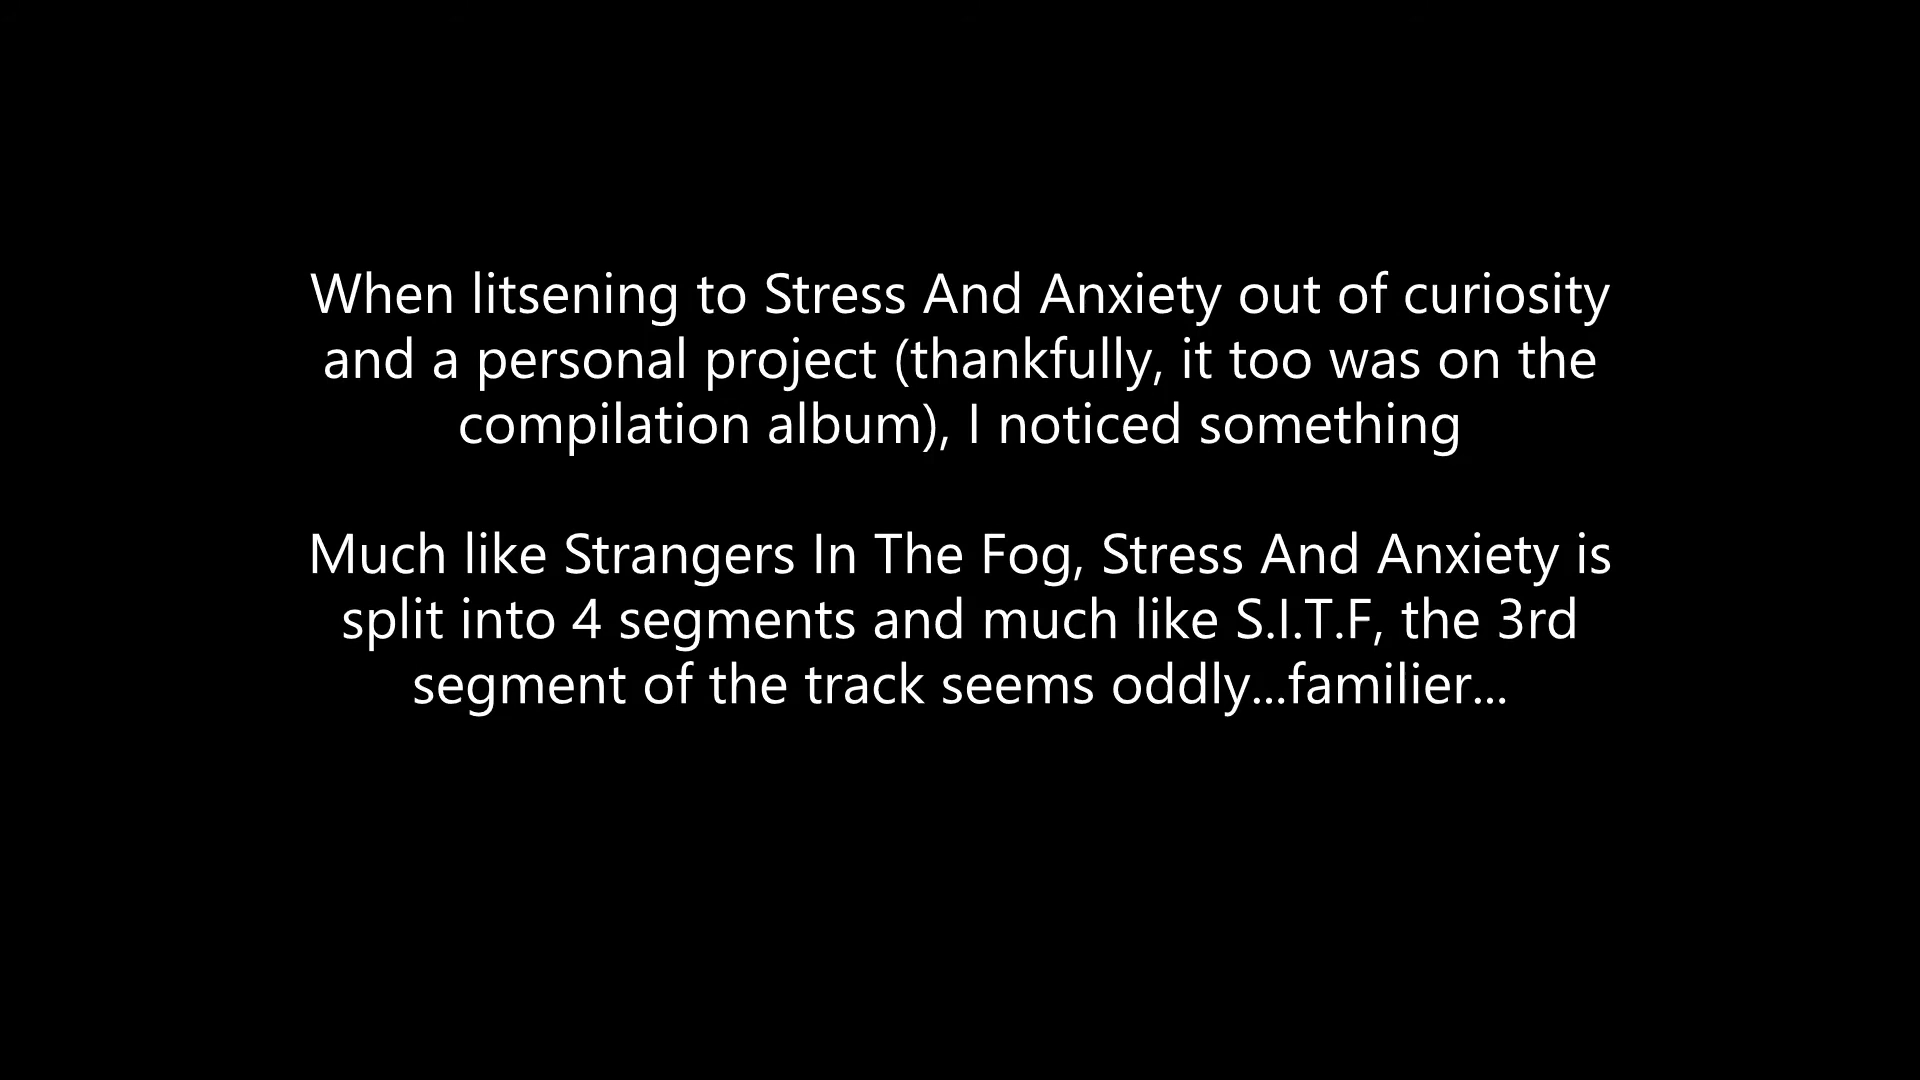 When litsening to Stress And Anxiety out of curiosity
and a personal project (thankfully, it too was on the
compilation album), I noticed something
Much like Strangers In The Fog, Stress And Anxiety is
split into 4 segments and much like S.I.T.F, the 3rd
segment of the track seems oddly...familier...